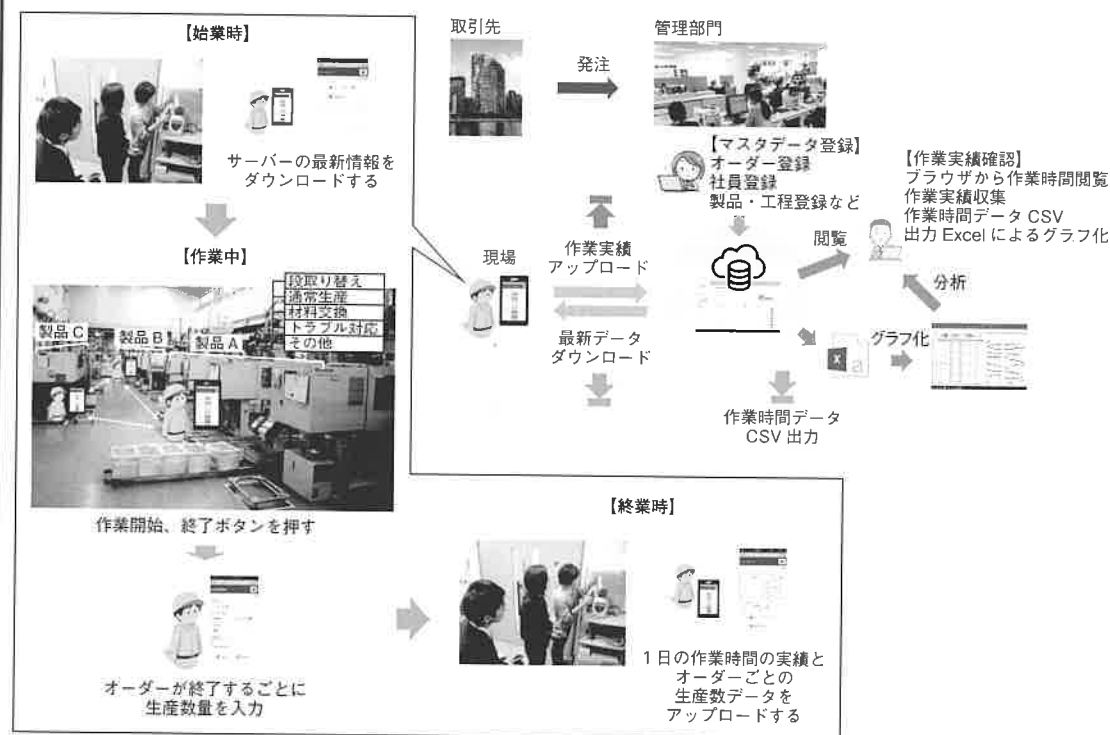 【始業時】
サーバーの最新情報を
ダウンロードする
【作業中】
段取り替え
通常生産
材料交換
トラブル対応
その他
製品 C
製品 B
製品 A
作業開始、終了ボタンを押す
オーダーが終了するごとに
生産数量を入力
【終業時】
1日の作業時間の実績と
オーダーごとの
生産数データを
アップロードする
取引先
発注
管理部門
【マスタデータ登録】
オーダー登録
社員登録
製品・工程登録など
現場
作業実績
アップロード
最新データ
ダウンロード
閲覧
【作業実績確認】
ブラウザから作業時間閲覧
作業実績収集
作業時間データ CSV
出力 Excel によるグラフ化
分析
X
グラフ化
作業時間データ
CSV 出力